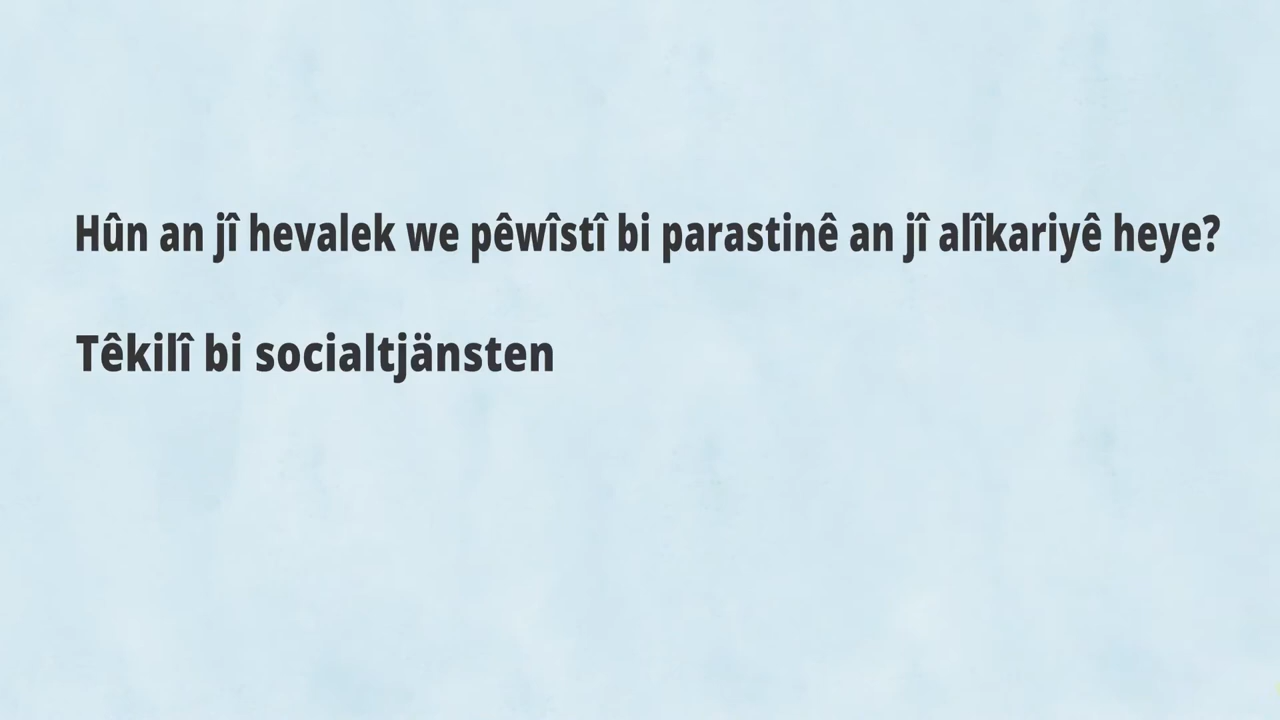 Hûn an jî hevalek we pêwîstî bi parastinê an jî alîkariyê heye?
Têkilî bi socialtjänsten